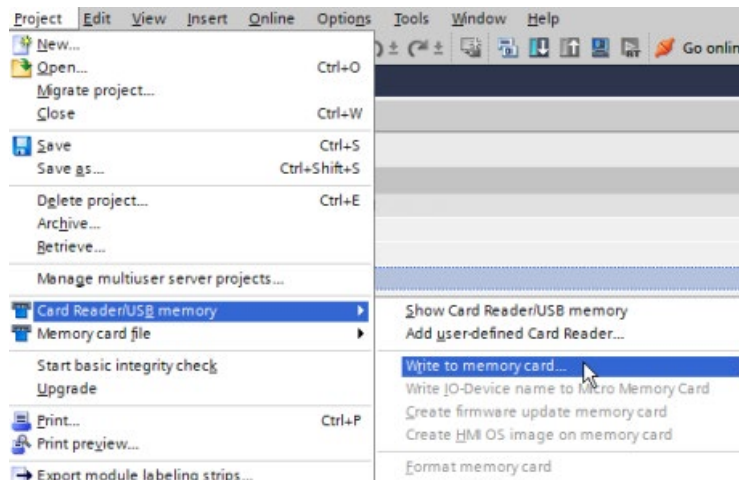 Project Edit View Insert Online Options Tools Window Help
New...
Go onlin
Open... Ctrl+O
Migrate project...
Close Ctrl+W
Save Ctrl+S
Save as... Ctrl+Shift+S
Delete project... Ctrl+E
Archive...
Retrieve...
Manage multiuser server projects...
Card Reader/USB memory
Show Card Reader/USB memory
Memory card file
Add user-defined Card Reader...
Start basic integrity check
Write to memory card...
Upgrade
Write IO-Device name to Micro Memory Card
Create firmware update memory card
Print... Ctrl+P
Create HMI OS image on memory card
Print preview...
Export module labeling strips...
Format memory card